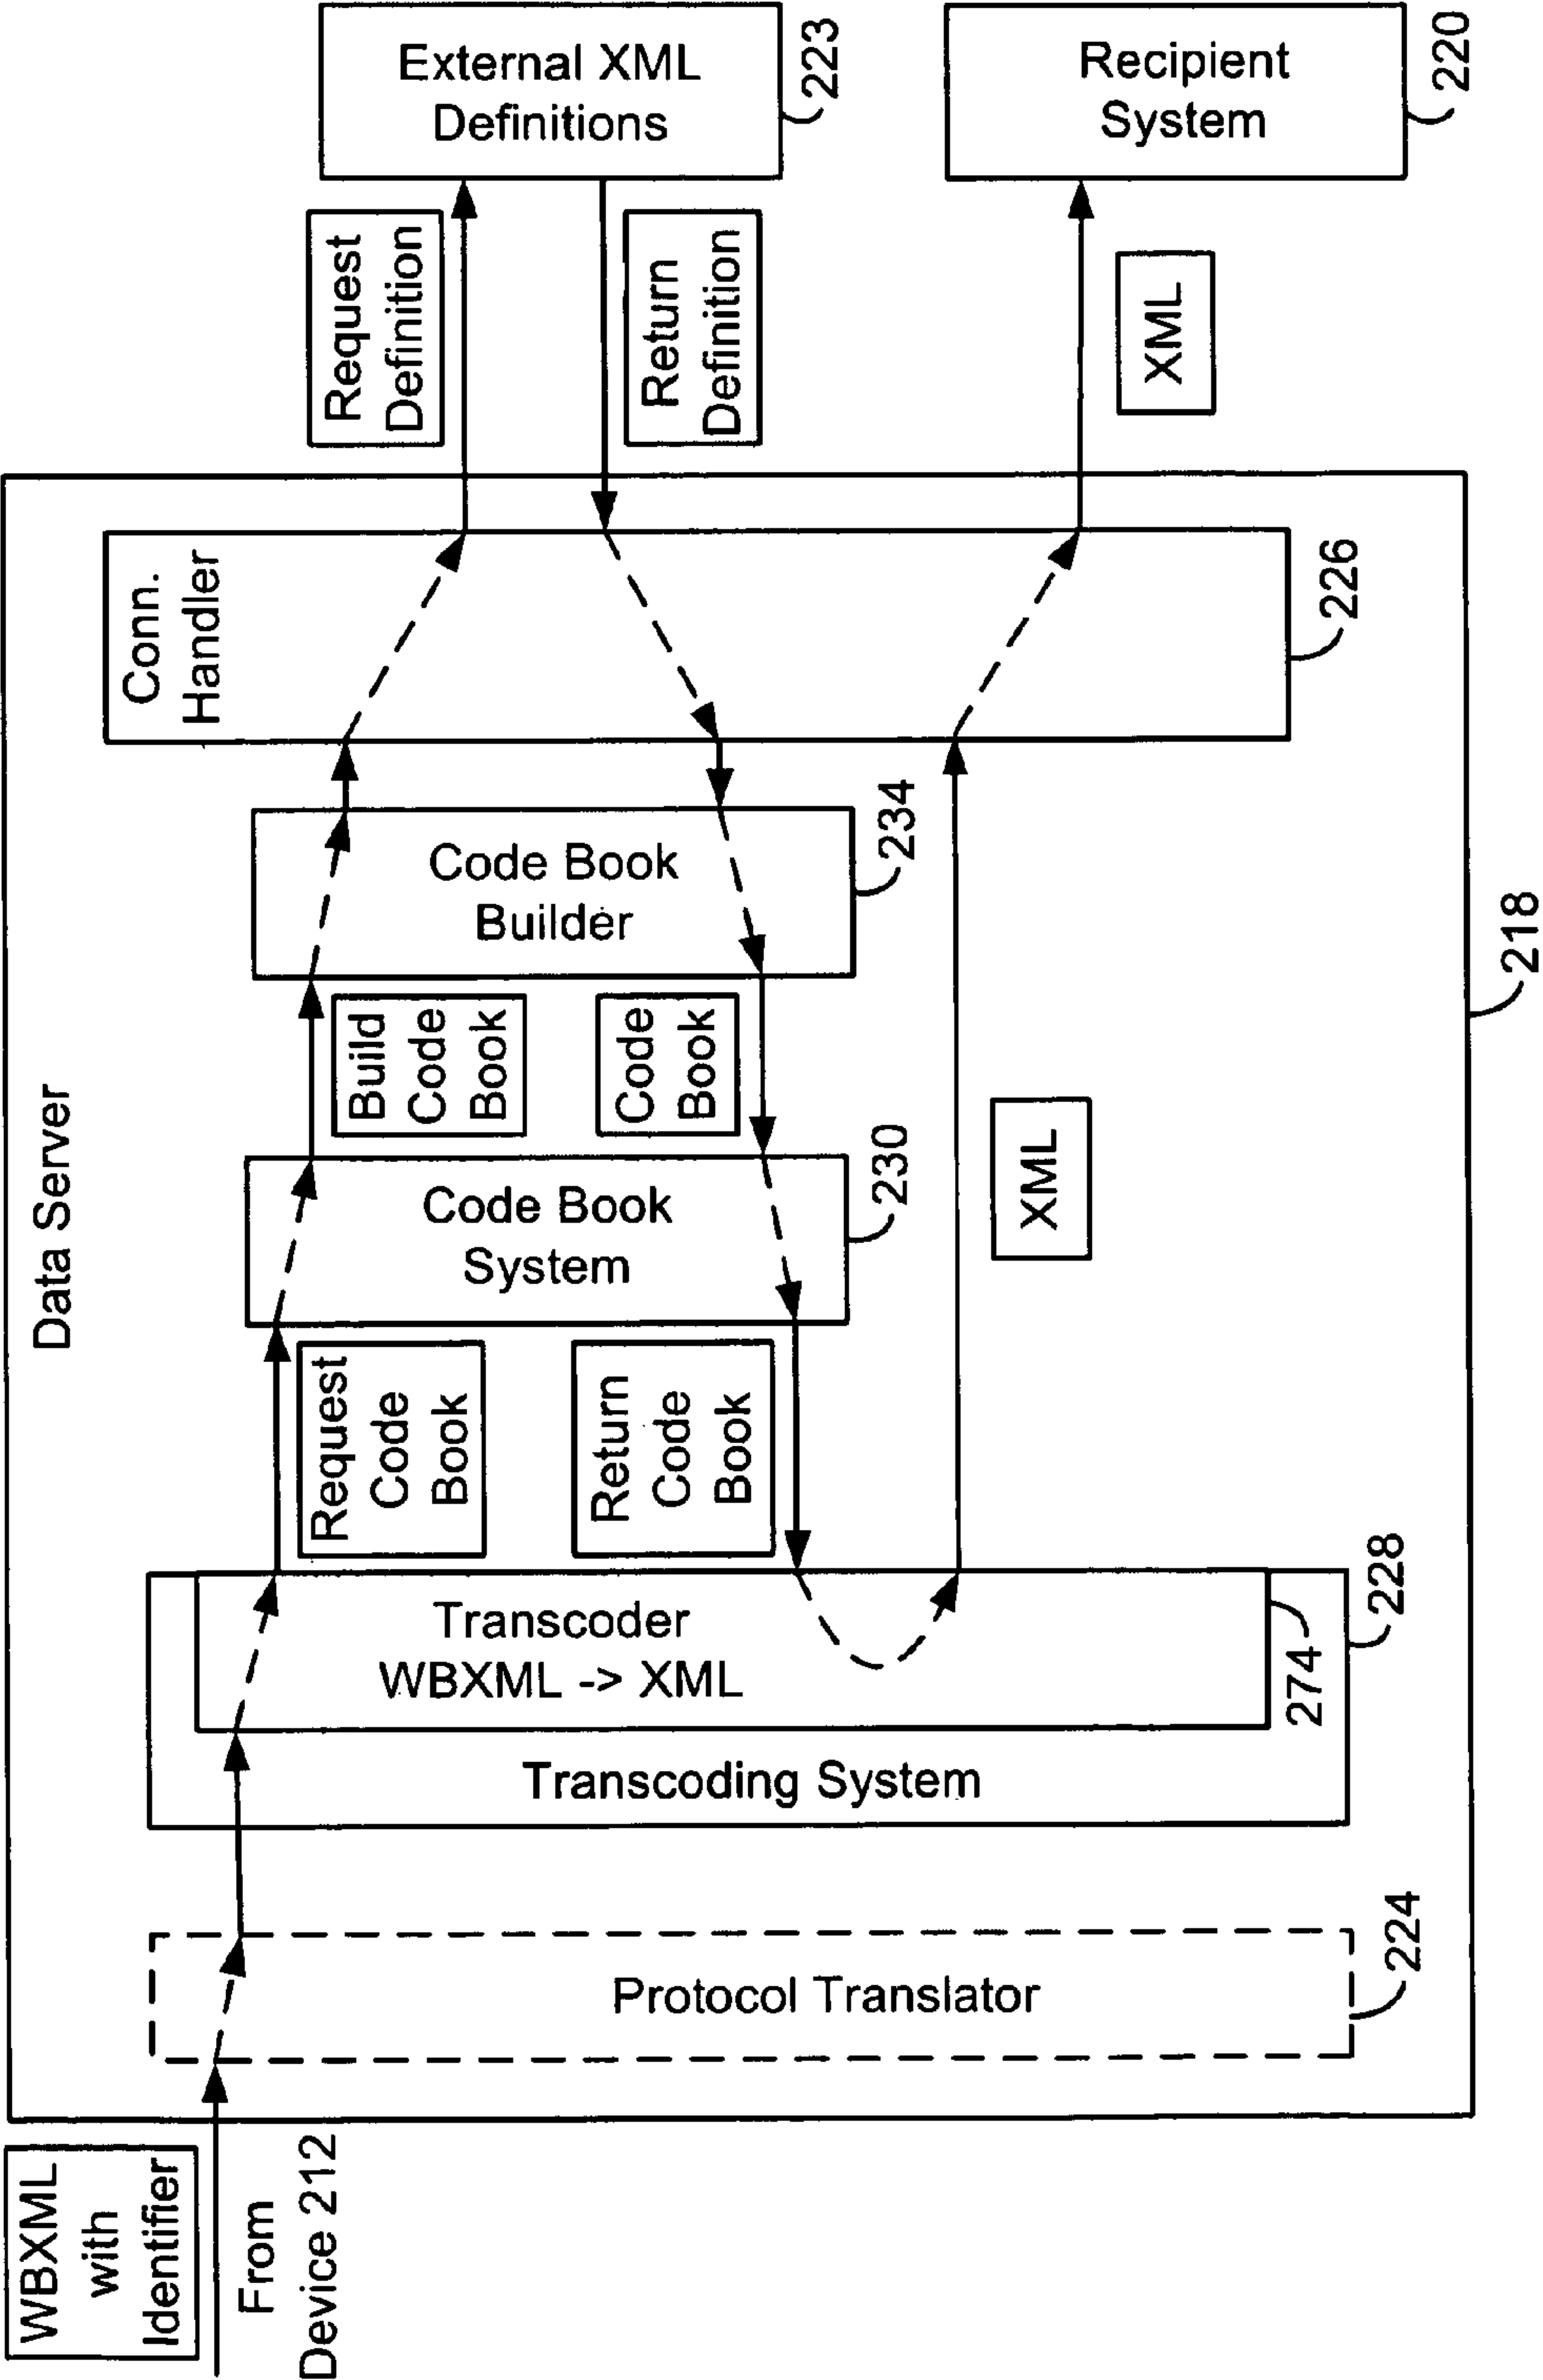 External XML
Definitions
223
Recipient
System
220
Request
Definition
Return
Definition
XML
Conn.
Handler
226
Code Book
Builder
234
Build
Code
Book
Code
Book
Data Server
218
Code Book
System
230
XML
Request
Code
Book
Return
Code
Book
Transcoder
WBXML -> XML
274
Transcoding System
228
Protocol Translator
224
WBXML
with
Identifier
From
Device 212